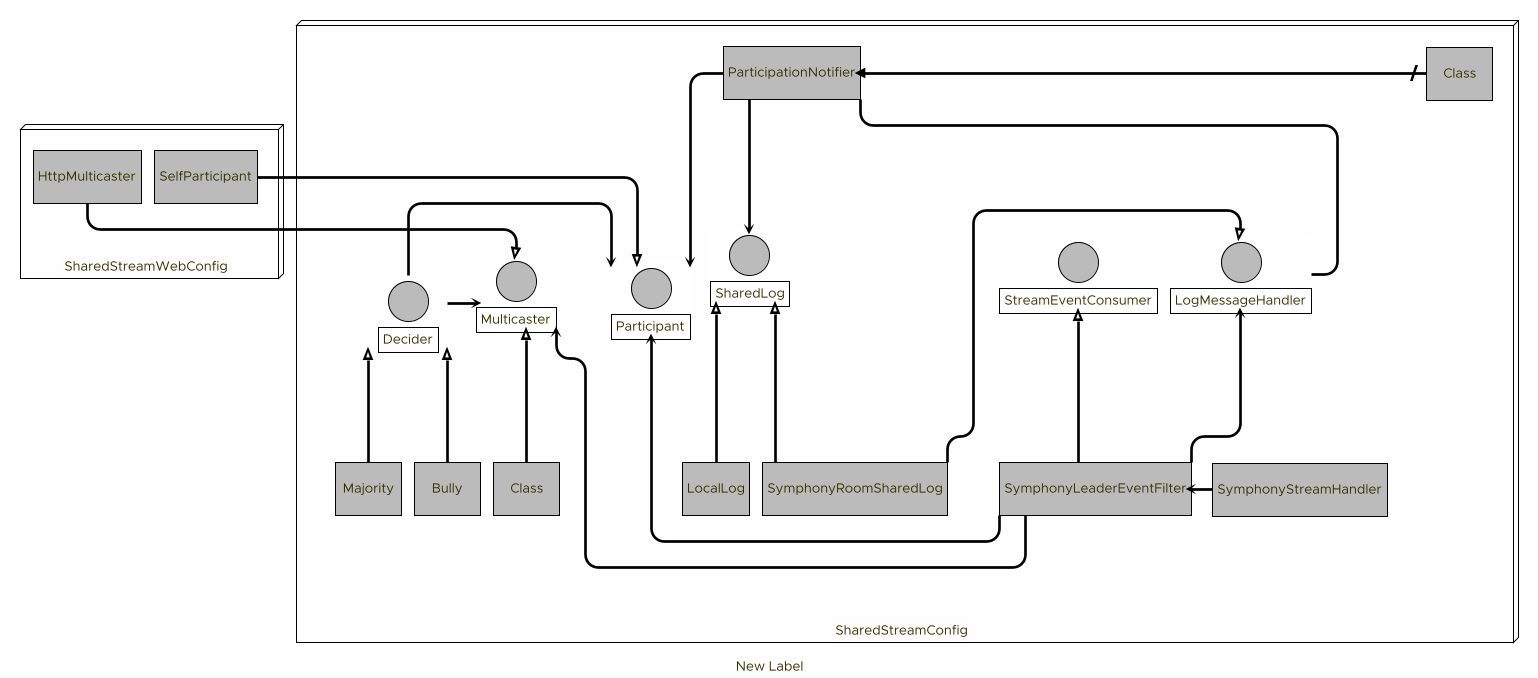 ParticipationNotifier
Class
HttpMulticaster
SelfParticipant
SharedStreamWebConfig
SharedLog
StreamEventConsumer
LogMessageHandler
Multicaster
Participant
Decider
Majority
Bully
Class
LocalLog
SymphonyRoomSharedLog
SymphonyLeaderEventFilter
SymphonyStreamHandler
SharedStreamConfig
New Label